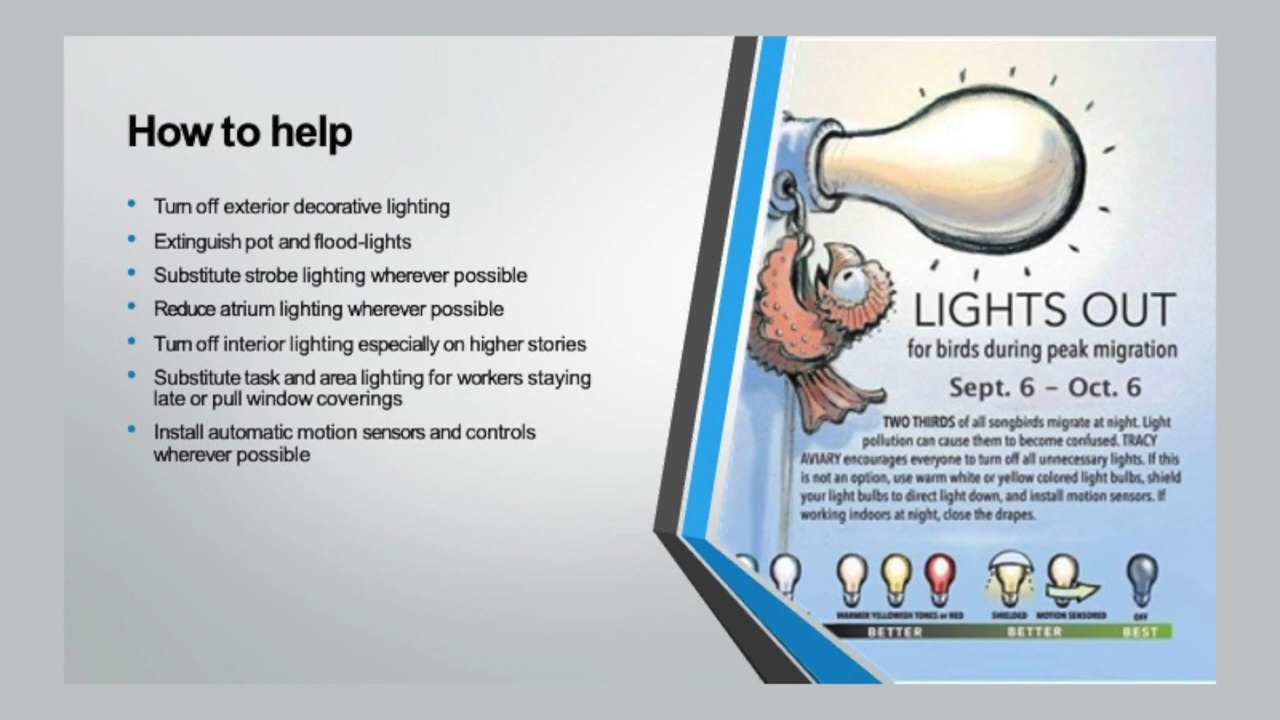 How to help
• Turn off exterior decorative lighting
• Extinguish pot and flood-lights
• Substitute strobe lighting wherever possible
• Reduce atrium lighting wherever possible
• Turn off interior lighting especially on higher stories
• Substitute task and area lighting for workers staying
late or pull window coverings
• Install automatic motion sensors and controls
wherever possible
LIGHTS OUT
for birds during peak migration
Sept. 6 – Oct. 6
TWO THIRDS of all songbirds migrate at night. Light
pollution can cause them to become confused. TRACY
AVIARY encourages everyone to turn off all unnecessary lights. If this
is not an option, use warm white or yellow colored light bulbs, shield
your light bulbs to direct light down, and install motion sensors. If
working indoors at night, close the drapes.
WARMER YELLOWISH TONES or RED SHIELDED MOTION SENSORED OFF
BETTER BETTER BEST